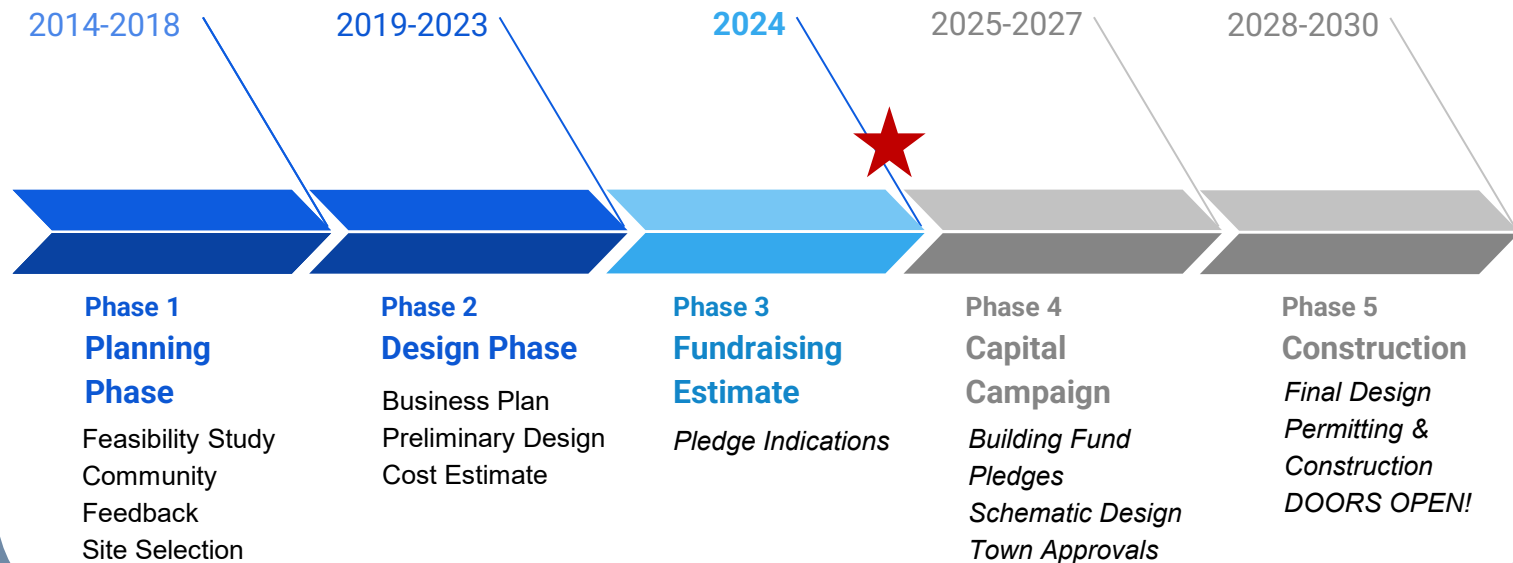 2014-2018
2019-2023
2024
2025-2027
2028-2030
Phase 1
Planning
Phase
Feasibility Study
Community
Feedback
Site Selection
Phase 2
Design Phase
Business Plan
Preliminary Design
Cost Estimate
Phase 3
Fundraising
Estimate
Pledge Indications
Phase 4
Capital
Campaign
Building Fund
Pledges
Schematic Design
Town Approvals
Phase 5
Construction
Final Design
Permitting &
Construction
DOORS OPEN!